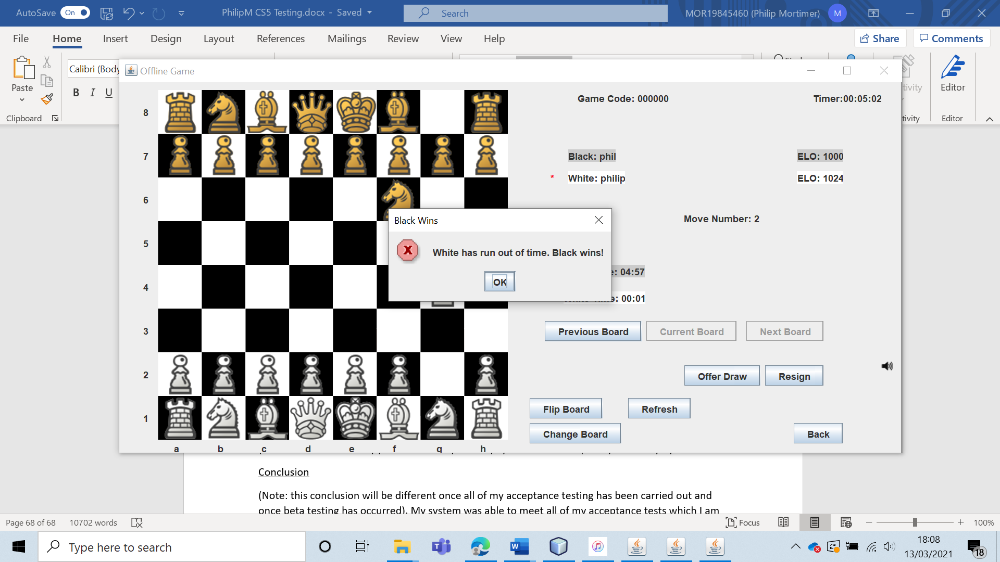 AutoSave On PhilipM CS5 Testing.docx - Saved Search MOR19845460 (Philip Mortimer) M
File Home Insert Design Layout References Mailings Review View Help Share Comments
Calibri (Body
Paste B I U
Clipboard
Editor
tivity
tivity Editor
Offline Game
8
7
6
5
4
3
2
1
a b c d e f g h
Game Code: 000000 Timer:00:05:02
Black: phil ELO: 1000
* White: philip ELO: 1024
Move Number: 2
Black Wins
X White has run out of time. Black wins!
OK
: 04:57
: 00:01
Previous Board Current Board Next Board
Offer Draw Resign
Flip Board Refresh
Change Board Back
Conclusion
(Note: this conclusion will be different once all of my acceptance testing has been carried out and
once beta testing has occurred). My system was able to meet all of my acceptance tests which I am
Page 68 of 68 10702 words Focus 100%
Type here to search 18:08
13/03/2021 18